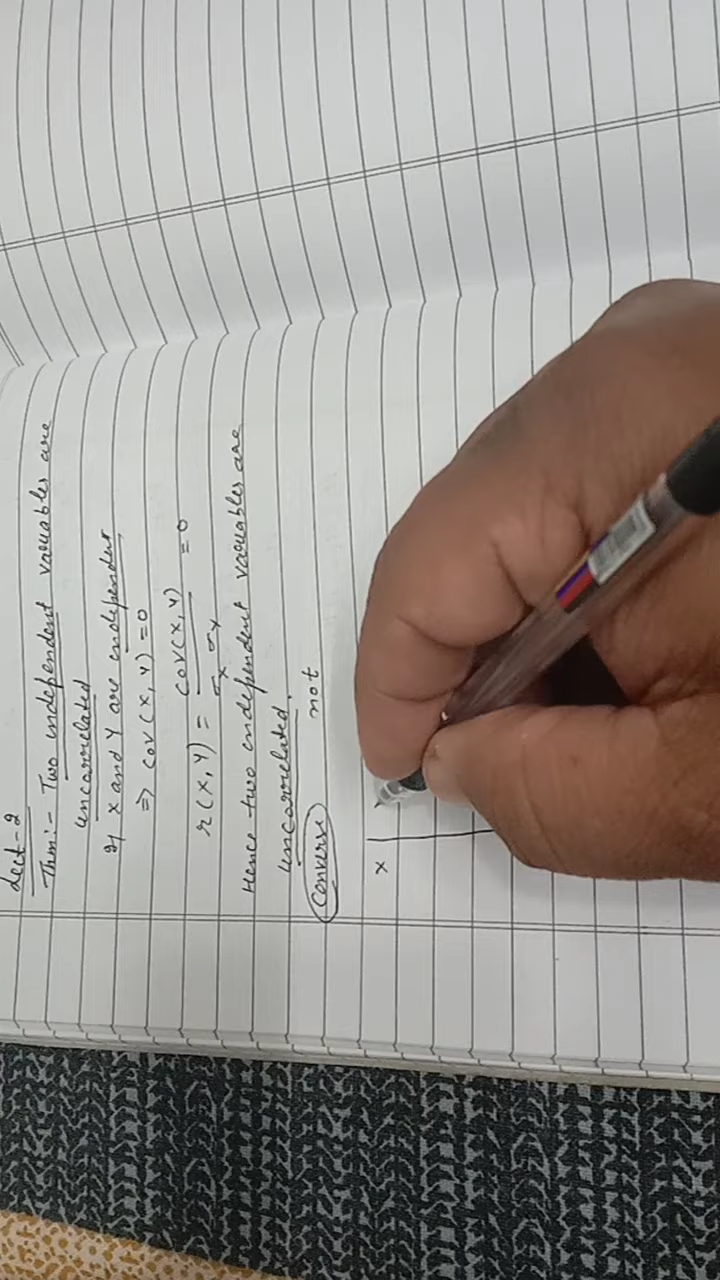 Lect-2
Thm:- Two independent variables are
uncorrelated
If X and Y are independent
⇒ cov(X, Y) = 0
r(X, Y) = cov(X, Y) / σx σy = 0
Hence two independent variables are
uncorrelated.
Converse not
X